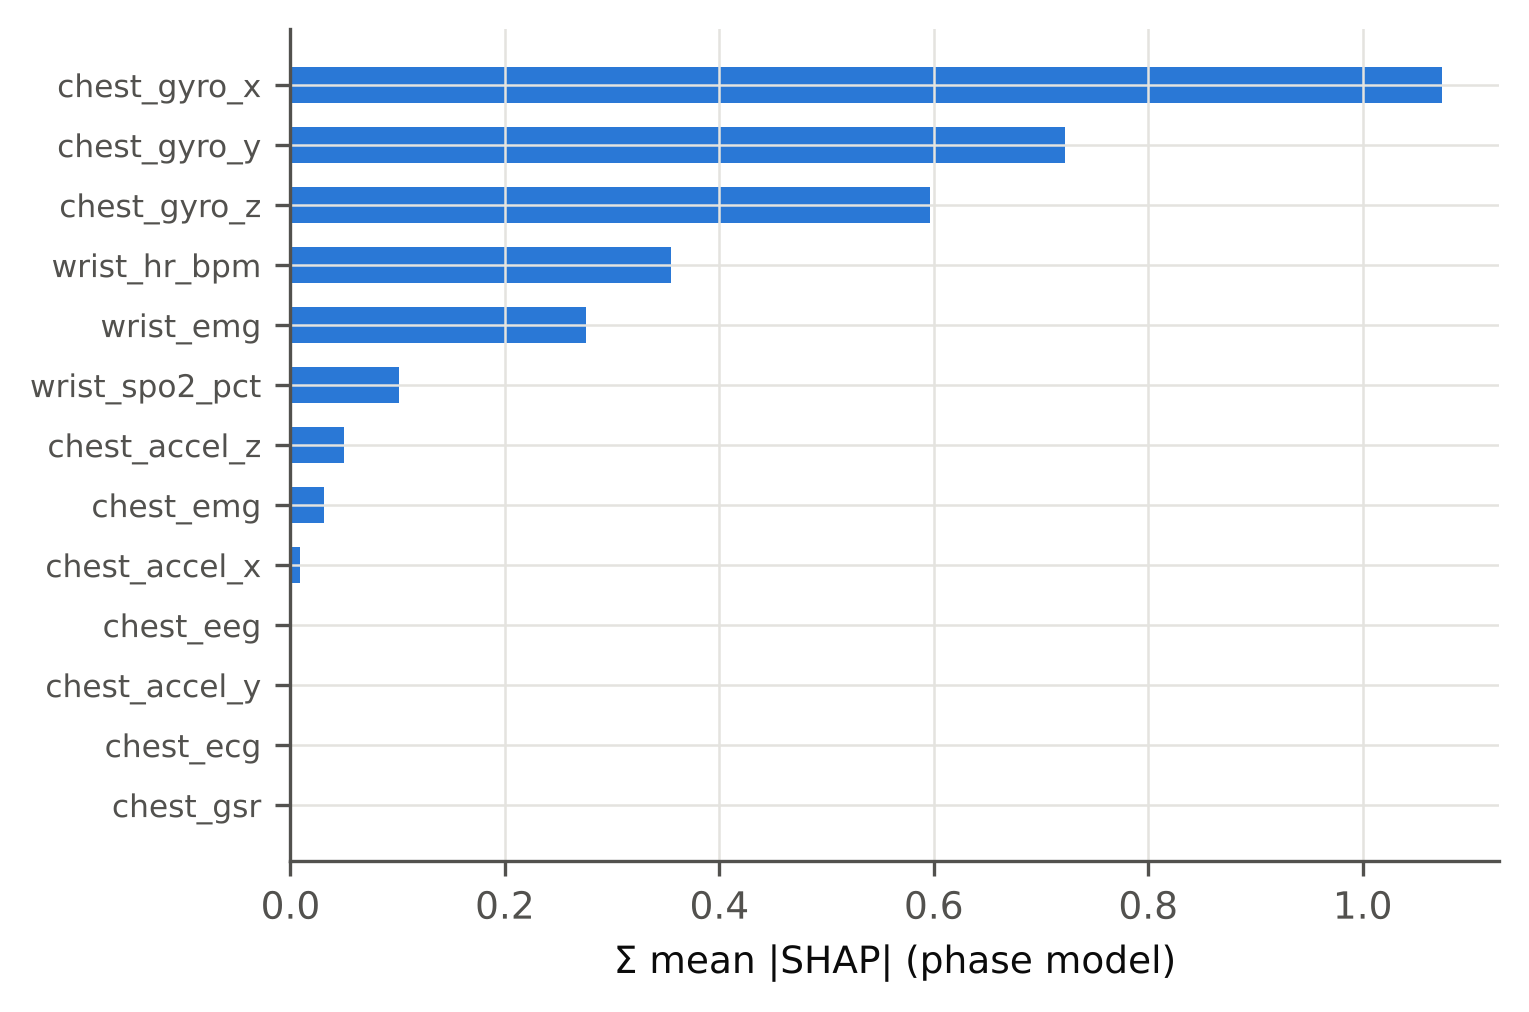 chest_gyro_x
chest_gyro_y
chest_gyro_z
wrist_hr_bpm
wrist_emg
wrist_spo2_pct
chest_accel_z
chest_emg
chest_accel_x
chest_eeg
chest_accel_y
chest_ecg
chest_gsr
0.0 0.2 0.4 0.6 0.8 1.0
Σ mean |SHAP| (phase model)